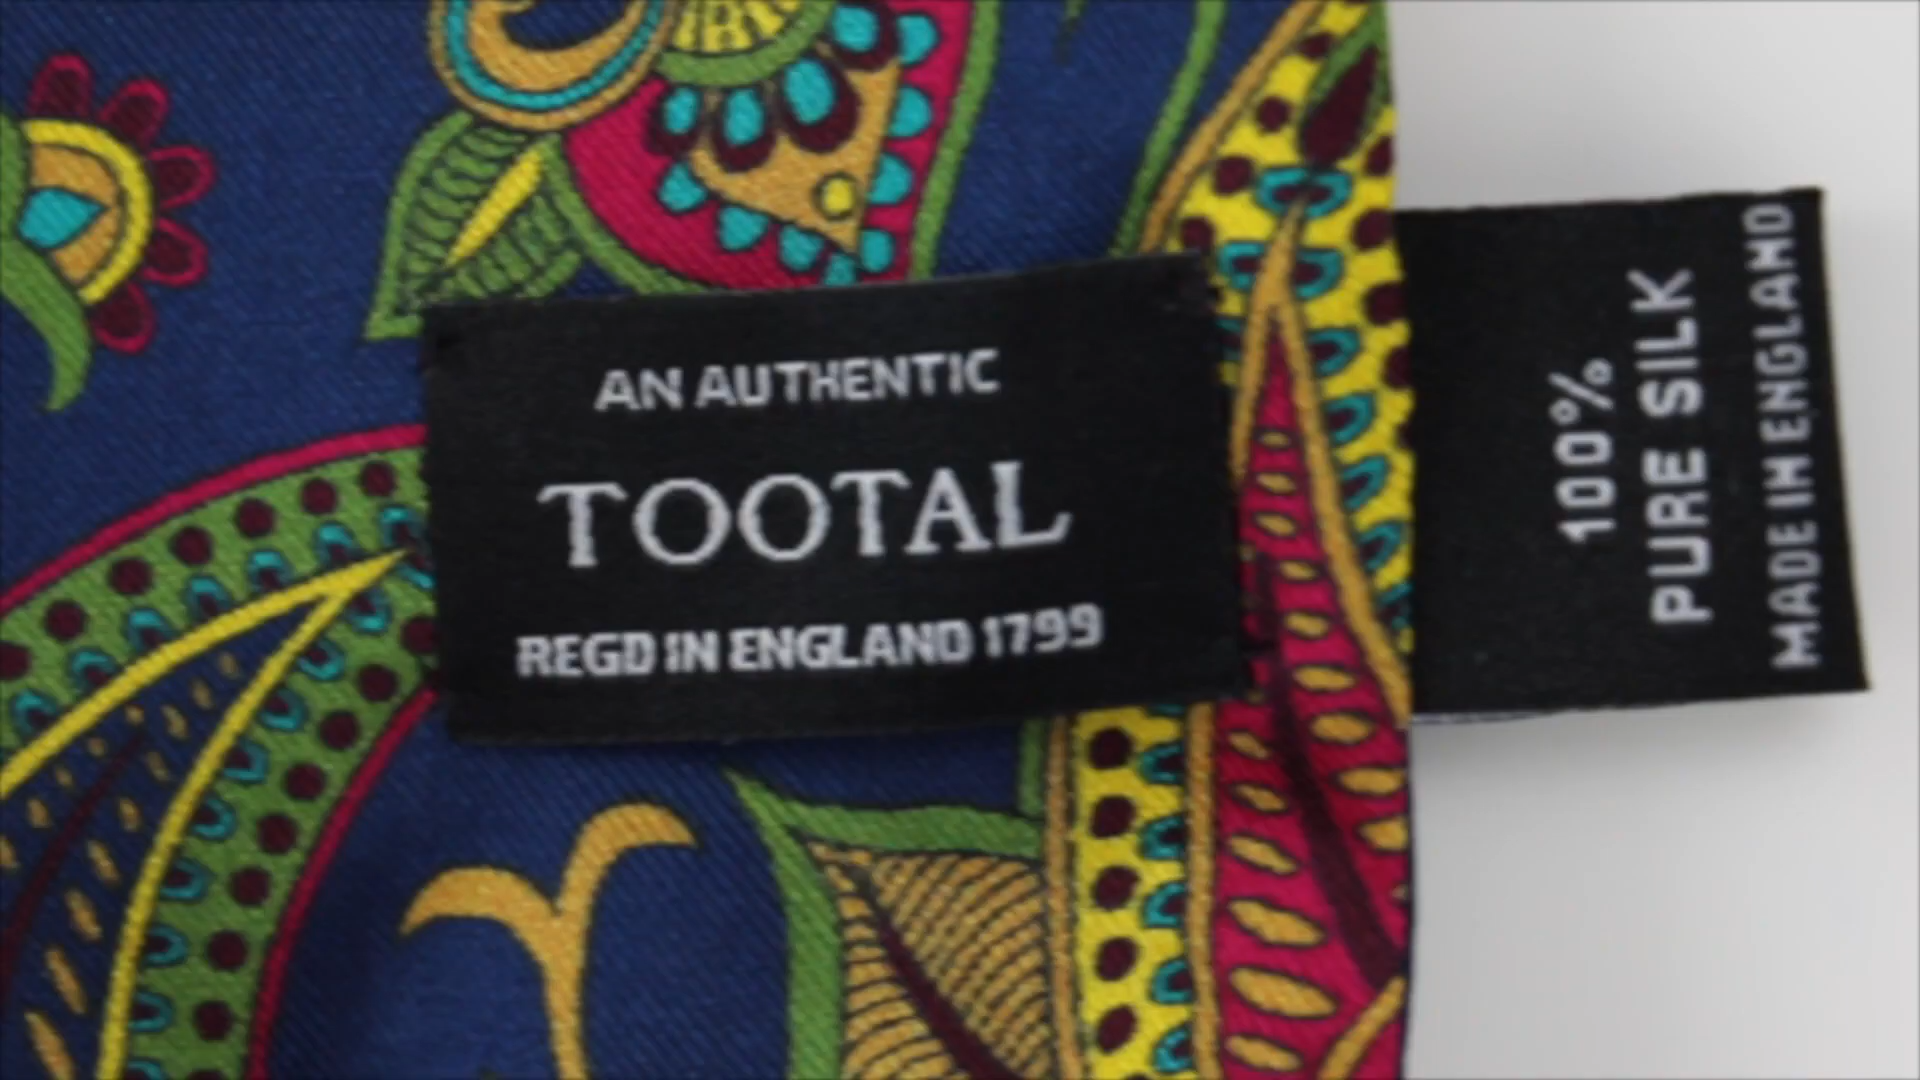 AN AUTHENTIC
TOOTAL
REGD IN ENGLAND 1799
100%
PURE SILK
MADE IN ENGLAND